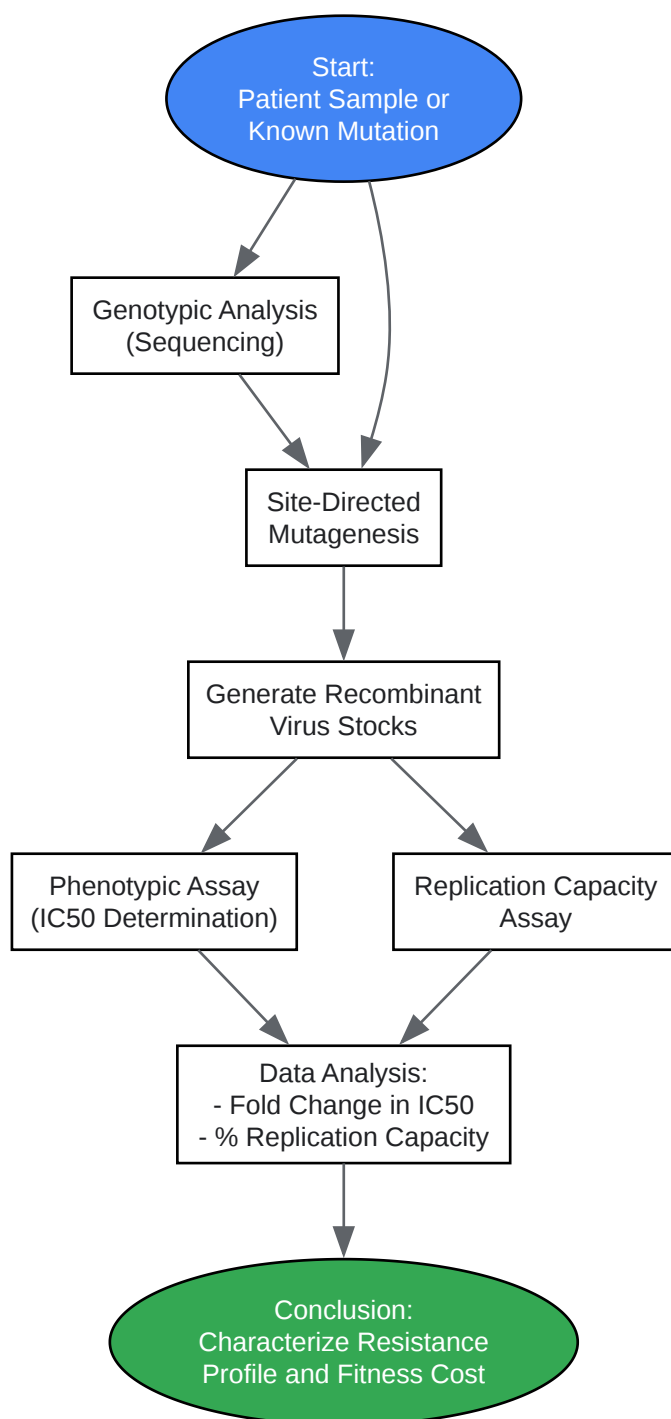 Start:
Patient Sample or
Known Mutation
Genotypic Analysis
(Sequencing)
Site-Directed
Mutagenesis
Generate Recombinant
Virus Stocks
Phenotypic Assay
(IC50 Determination)
Replication Capacity
Assay
Data Analysis:
- Fold Change in IC50
- % Replication Capacity
Conclusion:
Characterize Resistance
Profile and Fitness Cost